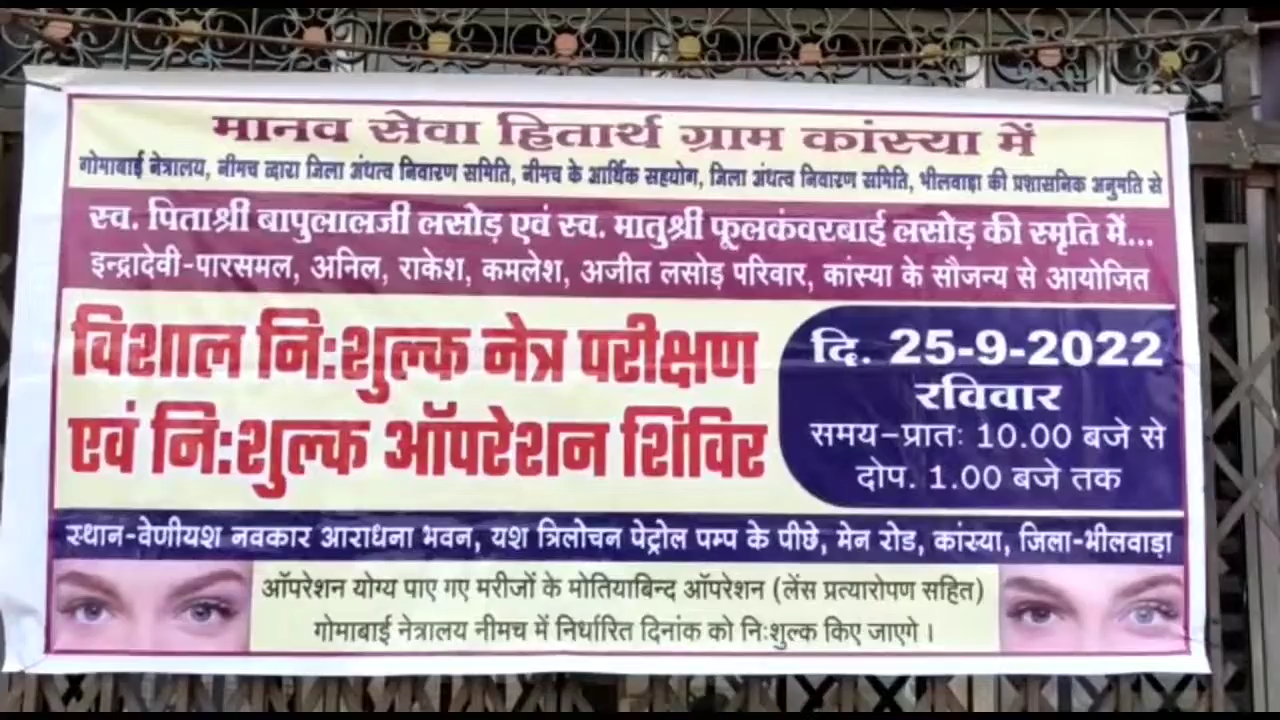 मानव सेवा हितार्थ ग्राम कांस्या में
गोमाबाई नेत्रालय, नीमच व्दारा जिला अंधत्व निवारण समिति, नीमच के आर्थिक सहयोग, जिला अंधत्व निवारण समिति, भीलवाड़ा की प्रशासनिक अनुमति से
स्व. पिताश्री बापुलालजी लसोड़ एवं स्व. मातुश्री फूलकंवरबाई लसोड़ की स्मृति में...
इन्द्रादेवी-पारसमल, अनिल, राकेश, कमलेश, अजीत लसोड़ परिवार, कांस्या के सौजन्य से आयोजित
विशाल नि:शुल्क नेत्र परीक्षण
एवं नि:शुल्क ऑपरेशन शिविर
दि. 25-9-2022
रविवार
समय-प्रातः 10.00 बजे से
दोप. 1.00 बजे तक
स्थान-वेणीयश नवकार आराधना भवन, यश त्रिलोचन पेट्रोल पम्प के पीछे, मेन रोड, कांस्या, जिला-भीलवाड़ा
ऑपरेशन योग्य पाए गए मरीजों के मोतियाबिन्द ऑपरेशन (लेंस प्रत्यारोपण सहित)
गोमाबाई नेत्रालय नीमच में निर्धारित दिनांक को निःशुल्क किए जाएगे ।